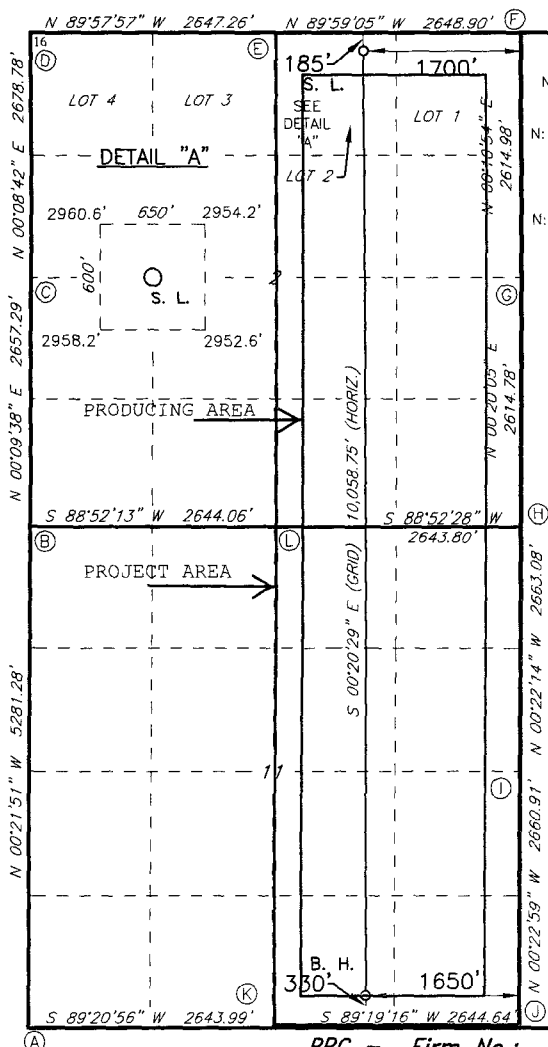 N 89°57'57" W 2647.26' N 89°59'05" W 2648.90' F
16
D E 185' 1700'
S. L.
LOT 4 LOT 3 SEE LOT 1
DETAIL
"A"
DETAIL "A" LOT 2
N 00°08'42" E 2678.78'
N 00°10'54" E
2614.98'
N
N:
N:
2960.6' 650' 2954.2'
600'
S. L.
C 2 G
2958.2' 2952.6'
N 00°09'38" E 2657.29'
N 00°20'05" E
2614.78'
PRODUCING AREA
10,058.75' (HORIZ.)
S 88°52'13" W 2644.06' S 88°52'28" W H
B L 2643.80'
PROJECT AREA
S 00°20'29" E (GRID)
N 00°22'14" W 2663.08'
N 00°21'51" W 5281.28'
11 I
N 00°22'59" W 2660.91'
B. H.
K 330' 1650'
S 89°20'56" W 2643.99' S 89°19'16" W 2644.64' J
A
Firm No.: